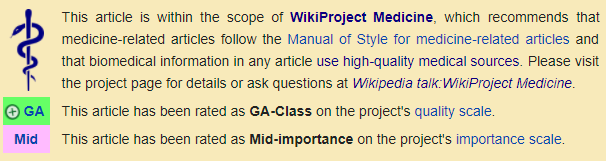 This article is within the scope of WikiProject Medicine, which recommends that
medicine-related articles follow the Manual of Style for medicine-related articles and
that biomedical information in any article use high-quality medical sources. Please visit
the project page for details or ask questions at Wikipedia talk:WikiProject Medicine.
GA This article has been rated as GA-Class on the project's quality scale.
Mid This article has been rated as Mid-importance on the project's importance scale.